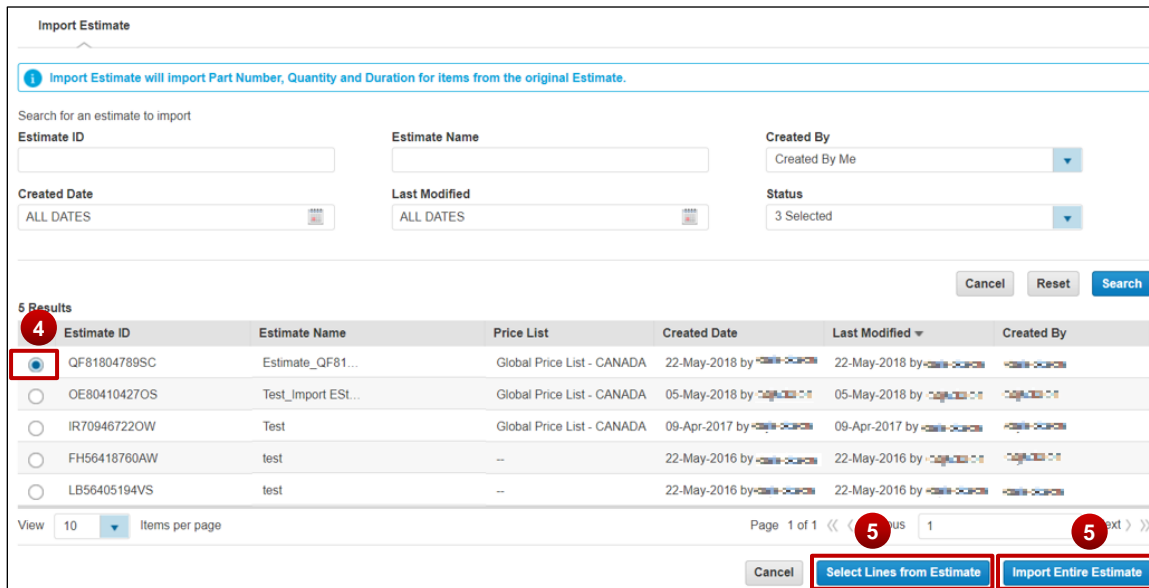 Import Estimate
Import Estimate will import Part Number, Quantity and Duration for items from the original Estimate.
Search for an estimate to import
Estimate ID Estimate Name Created By
Created By Me
Created Date Last Modified Status
ALL DATES ALL DATES 3 Selected
Cancel Reset Search
5 Results
4
Estimate ID Estimate Name Price List Created Date Last Modified Created By
QF81804789SC Estimate_QF81... Global Price List - CANADA 22-May-2018 by 22-May-2018 by
OE80410427OS Test_Import ESt... Global Price List - CANADA 05-May-2018 by 05-May-2018 by
IR70946722OW Test Global Price List - CANADA 09-Apr-2017 by 09-Apr-2017 by
FH56418760AW test -- 22-May-2016 by 22-May-2016 by
LB56405194VS test -- 22-May-2016 by 22-May-2016 by
View 10 Items per page Page 1 of 1 1
5 5
Cancel Select Lines from Estimate Import Entire Estimate